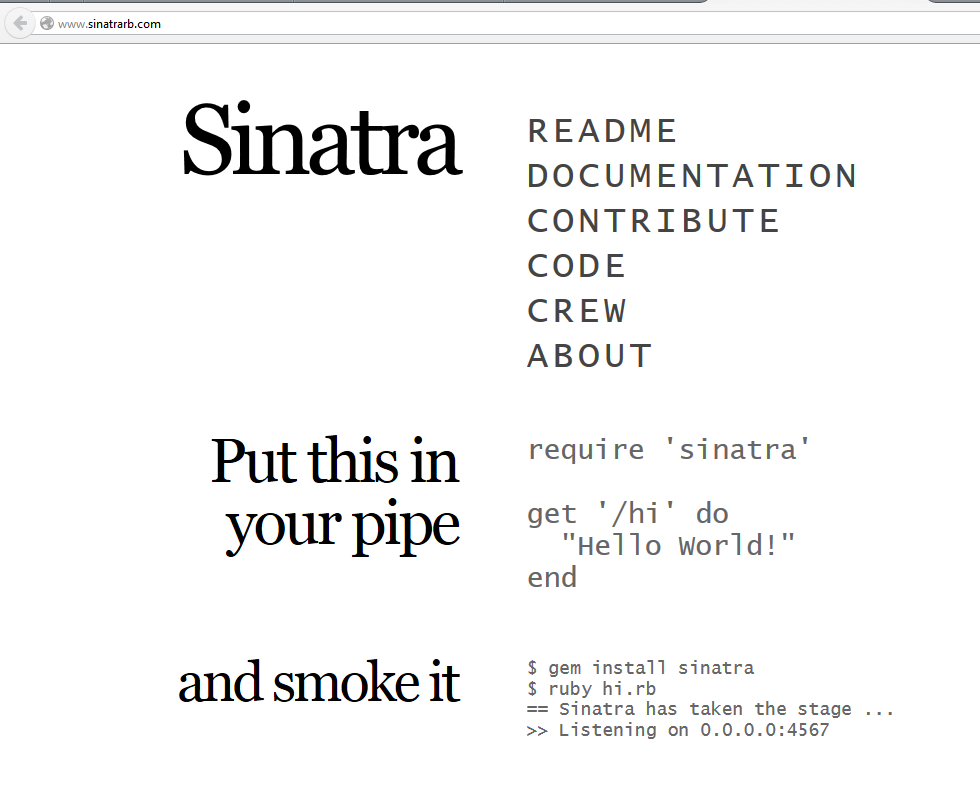 www.sinatrarb.com
Sinatra
README
DOCUMENTATION
CONTRIBUTE
CODE
CREW
ABOUT
Put this in
your pipe
require 'sinatra'
get '/hi' do
  "Hello World!"
end
and smoke it
$ gem install sinatra
$ ruby hi.rb
== Sinatra has taken the stage ...
>> Listening on 0.0.0.0:4567